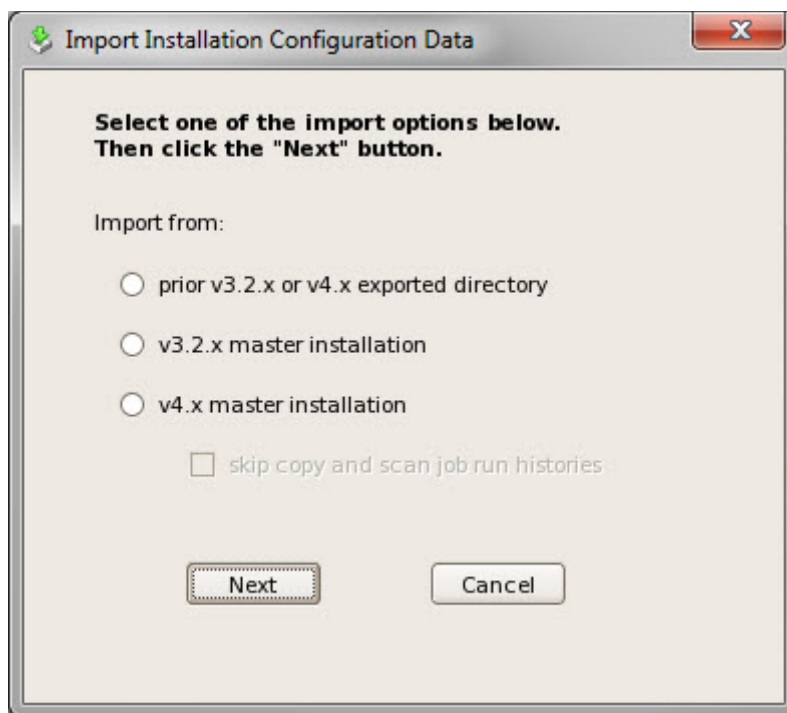 Import Installation Configuration Data
Select one of the import options below.
Then click the "Next" button.
Import from:
prior v3.2.x or v4.x exported directory
v3.2.x master installation
v4.x master installation
skip copy and scan job run histories
Next
Cancel